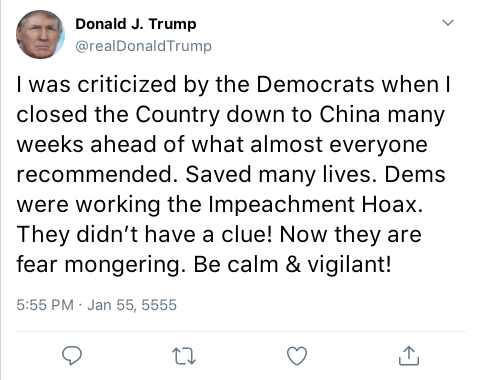 Donald J. Trump
@realDonaldTrump
I was criticized by the Democrats when I
closed the Country down to China many
weeks ahead of what almost everyone
recommended. Saved many lives. Dems
were working the Impeachment Hoax.
They didn’t have a clue! Now they are
fear mongering. Be calm & vigilant!
5:55 PM · Jan 55, 5555